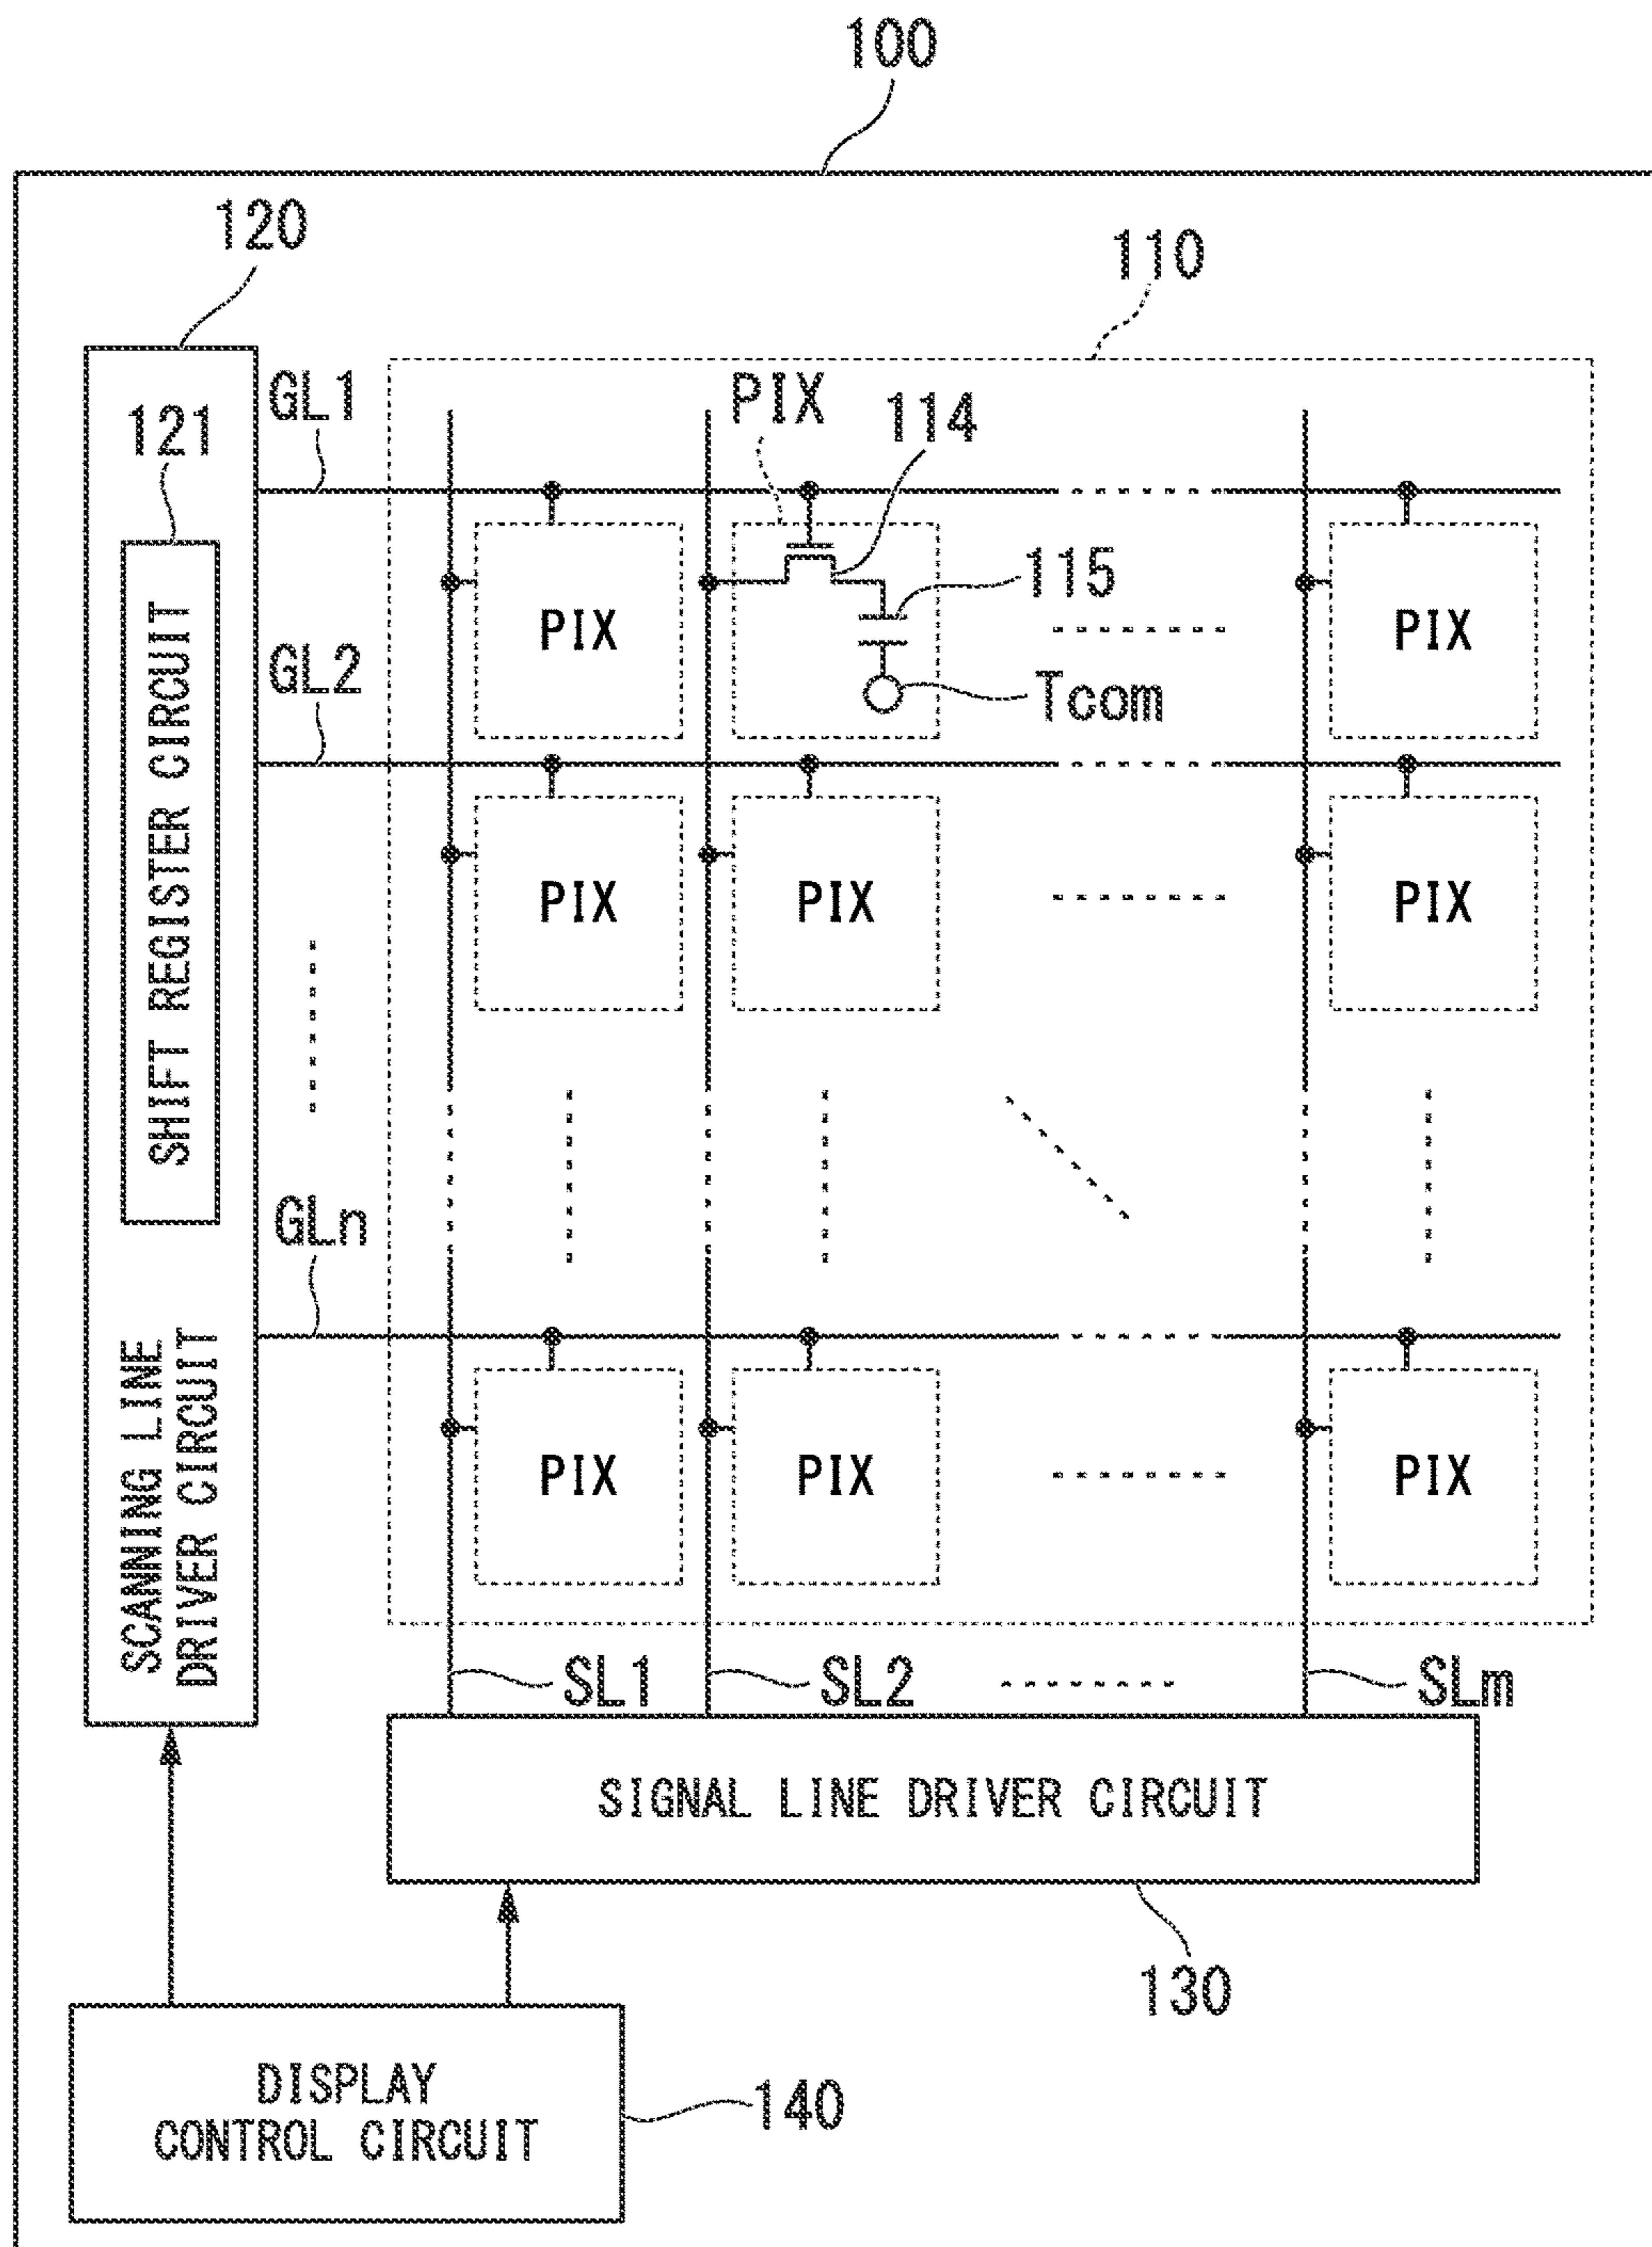 100
120
110
GL1
PIX
114
121
115
PIX
PIX
GL2
Tcom
SHIFT REGISTER CIRCUIT
PIX
PIX
PIX
GLn
SCANNING LINE
DRIVER CIRCUIT
PIX
PIX
PIX
SL1
SL2
SLm
SIGNAL LINE DRIVER CIRCUIT
130
DISPLAY
CONTROL CIRCUIT
140